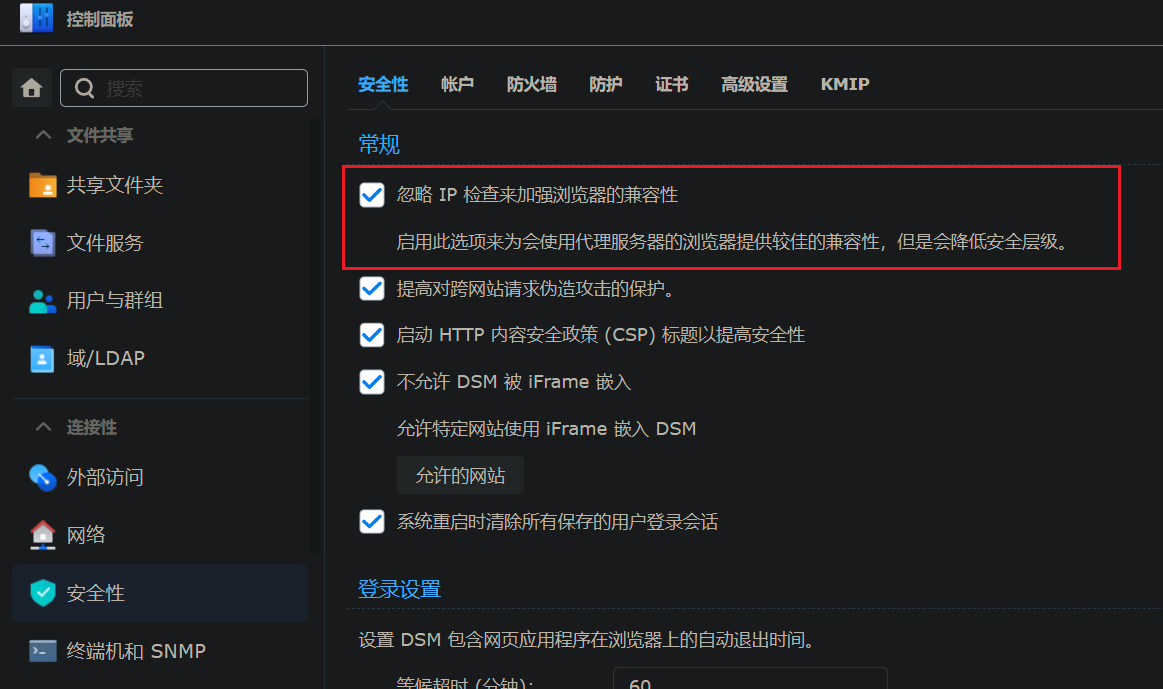 控制面板
搜索
文件共享
共享文件夹
文件服务
用户与群组
域/LDAP
连接性
外部访问
网络
安全性
终端机和 SNMP
安全性 帐户 防火墙 防护 证书 高级设置 KMIP
常规
忽略 IP 检查来加强浏览器的兼容性
启用此选项来为会使用代理服务器的浏览器提供较佳的兼容性，但是会降低安全层级。
提高对跨网站请求伪造攻击的保护。
启动 HTTP 内容安全政策 (CSP) 标题以提高安全性
不允许 DSM 被 iFrame 嵌入
允许特定网站使用 iFrame 嵌入 DSM
允许的网站
系统重启时清除所有保存的用户登录会话
登录设置
设置 DSM 包含网页应用程序在浏览器上的自动退出时间。
等候超时 (分钟): 60